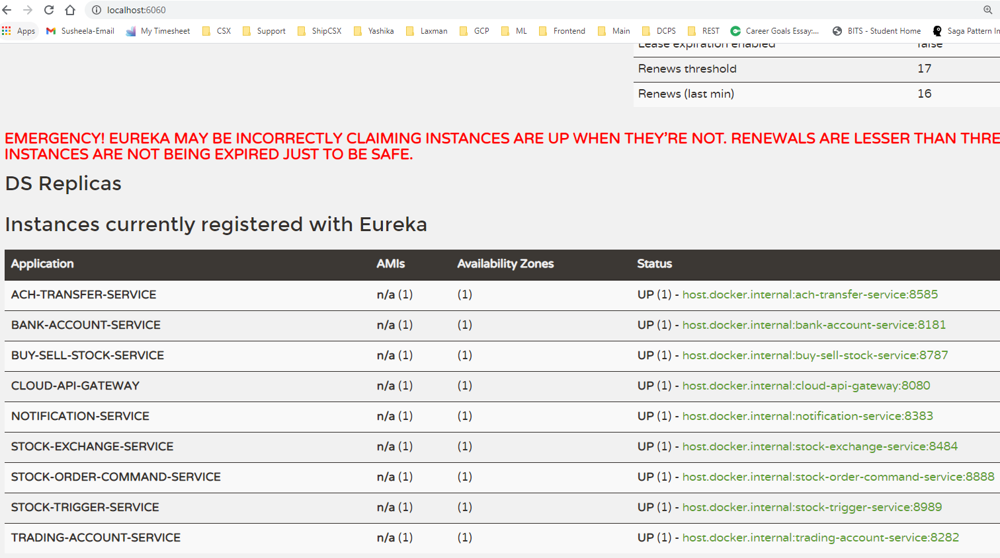 localhost:6060
Apps Susheela-Email My Timesheet CSX Support ShipCSX Yashika Laxman GCP ML Frontend Main DCPS REST Career Goals Essay:... BITS - Student Home Saga Pattern In
Lease expiration enabled false
Renews threshold 17
Renews (last min) 16
EMERGENCY! EUREKA MAY BE INCORRECTLY CLAIMING INSTANCES ARE UP WHEN THEY'RE NOT. RENEWALS ARE LESSER THAN THRE
INSTANCES ARE NOT BEING EXPIRED JUST TO BE SAFE.
DS Replicas
Instances currently registered with Eureka
Application AMIs Availability Zones Status
ACH-TRANSFER-SERVICE n/a (1) (1) UP (1) - host.docker.internal:ach-transfer-service:8585
BANK-ACCOUNT-SERVICE n/a (1) (1) UP (1) - host.docker.internal:bank-account-service:8181
BUY-SELL-STOCK-SERVICE n/a (1) (1) UP (1) - host.docker.internal:buy-sell-stock-service:8787
CLOUD-API-GATEWAY n/a (1) (1) UP (1) - host.docker.internal:cloud-api-gateway:8080
NOTIFICATION-SERVICE n/a (1) (1) UP (1) - host.docker.internal:notification-service:8383
STOCK-EXCHANGE-SERVICE n/a (1) (1) UP (1) - host.docker.internal:stock-exchange-service:8484
STOCK-ORDER-COMMAND-SERVICE n/a (1) (1) UP (1) - host.docker.internal:stock-order-command-service:8888
STOCK-TRIGGER-SERVICE n/a (1) (1) UP (1) - host.docker.internal:stock-trigger-service:8989
TRADING-ACCOUNT-SERVICE n/a (1) (1) UP (1) - host.docker.internal:trading-account-service:8282